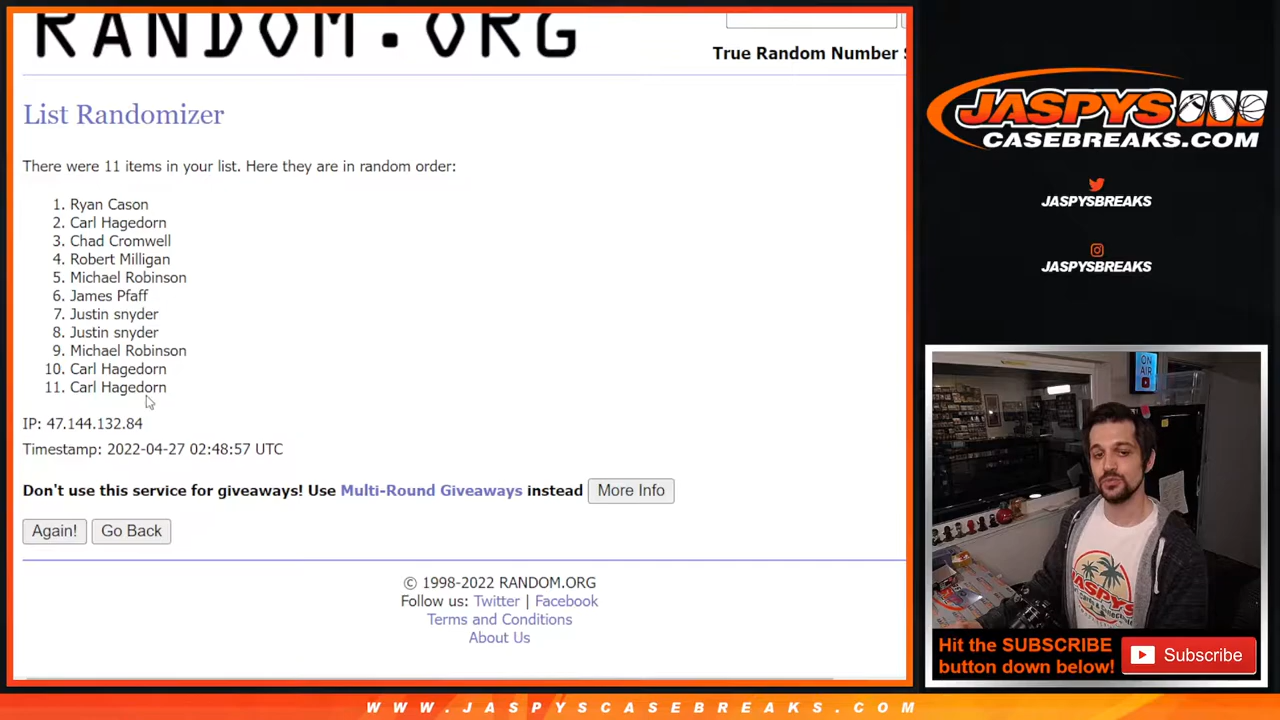 RANDOM.ORG
True Random Number
List Randomizer
There were 11 items in your list. Here they are in random order:
1. Ryan Cason
2. Carl Hagedorn
3. Chad Cromwell
4. Robert Milligan
5. Michael Robinson
6. James Pfaff
7. Justin snyder
8. Justin snyder
9. Michael Robinson
10. Carl Hagedorn
11. Carl Hagedorn
IP: 47.144.132.84
Timestamp: 2022-04-27 02:48:57 UTC
Don't use this service for giveaways! Use Multi-Round Giveaways instead More Info
Again! Go Back
© 1998-2022 RANDOM.ORG
Follow us: Twitter | Facebook
Terms and Conditions
About Us
JASPYS
CASEBREAKS.COM
JASPYSBREAKS
JASPYSBREAKS
ON AIR
JASPYS
Hit the SUBSCRIBE
button down below!
Subscribe
WWW.JASPYSCASEBREAKS.COM